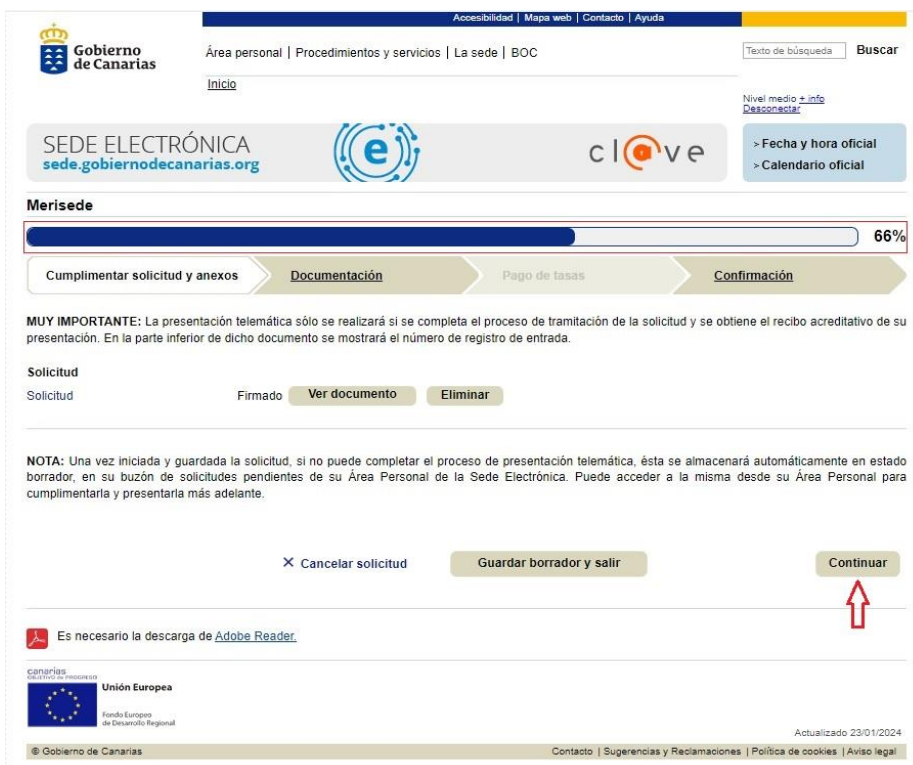 Accesibilidad | Mapa web | Contacto | Ayuda
Gobierno
de Canarias
Área personal | Procedimientos y servicios | La sede | BOC
Texto de búsqueda Buscar
Inicio
Nivel medio + info
Desconectar
SEDE ELECTRÓNICA
sede.gobiernodecanarias.org
e
cl@ve
> Fecha y hora oficial
> Calendario oficial
Merisede
66%
Cumplimentar solicitud y anexos Documentación Pago de tasas Confirmación
MUY IMPORTANTE: La presentación telemática sólo se realizará si se completa el proceso de tramitación de la solicitud y se obtiene el recibo acreditativo de su
presentación. En la parte inferior de dicho documento se mostrará el número de registro de entrada.
Solicitud
Solicitud Firmado Ver documento Eliminar
NOTA: Una vez iniciada y guardada la solicitud, si no puede completar el proceso de presentación telemática, ésta se almacenará automáticamente en estado
borrador, en su buzón de solicitudes pendientes de su Área Personal de la Sede Electrónica. Puede acceder a la misma desde su Área Personal para
cumplimentarla y presentarla más adelante.
× Cancelar solicitud Guardar borrador y salir Continuar
Es necesario la descarga de Adobe Reader.
canarias
OBJETIVO DE PROGRESO
Unión Europea
Fondo Europeo
de Desarrollo Regional
Actualizado 23/01/2024
© Gobierno de Canarias Contacto | Sugerencias y Reclamaciones | Política de cookies | Aviso legal